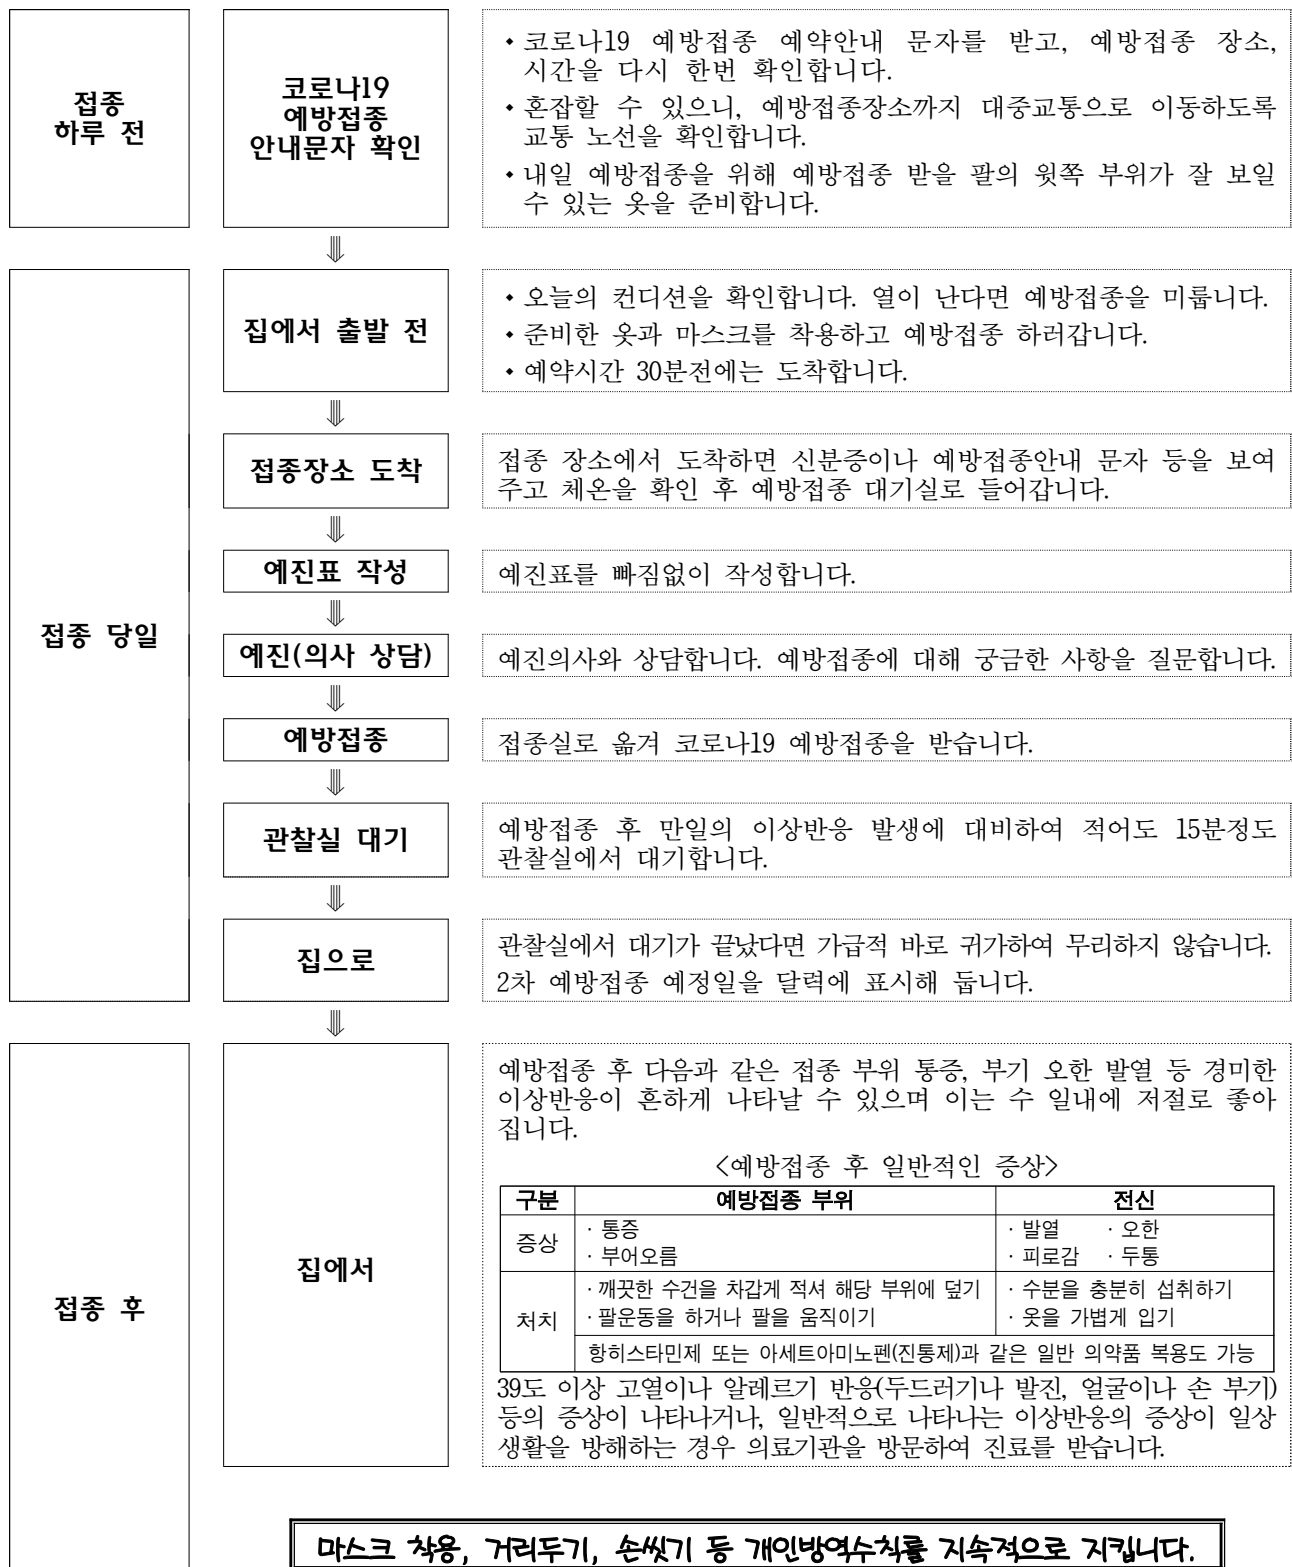 접종
하루 전
코로나19
예방접종
안내문자 확인
• 코로나19 예방접종 예약안내 문자를 받고, 예방접종 장소,
시간을 다시 한번 확인합니다.
• 혼잡할 수 있으니, 예방접종장소까지 대중교통으로 이동하도록
교통 노선을 확인합니다.
• 내일 예방접종을 위해 예방접종 받을 팔의 윗쪽 부위가 잘 보일
수 있는 옷을 준비합니다.
⇓
접종 당일
집에서 출발 전
• 오늘의 컨디션을 확인합니다. 열이 난다면 예방접종을 미룹니다.
• 준비한 옷과 마스크를 착용하고 예방접종 하러갑니다.
• 예약시간 30분전에는 도착합니다.
⇓
접종장소 도착
접종 장소에서 도착하면 신분증이나 예방접종안내 문자 등을 보여
주고 체온을 확인 후 예방접종 대기실로 들어갑니다.
⇓
예진표 작성
예진표를 빠짐없이 작성합니다.
⇓
예진(의사 상담)
예진의사와 상담합니다. 예방접종에 대해 궁금한 사항을 질문합니다.
⇓
예방접종
접종실로 옮겨 코로나19 예방접종을 받습니다.
⇓
관찰실 대기
예방접종 후 만일의 이상반응 발생에 대비하여 적어도 15분정도
관찰실에서 대기합니다.
⇓
집으로
관찰실에서 대기가 끝났다면 가급적 바로 귀가하여 무리하지 않습니다.
2차 예방접종 예정일을 달력에 표시해 둡니다.
⇓
접종 후
집에서
예방접종 후 다음과 같은 접종 부위 통증, 부기 오한 발열 등 경미한
이상반응이 흔하게 나타날 수 있으며 이는 수 일내에 저절로 좋아
집니다.
<예방접종 후 일반적인 증상>
구분 예방접종 부위 전신
증상
· 통증
· 부어오름
· 발열 · 오한
· 피로감 · 두통
처치
· 깨끗한 수건을 차갑게 적셔 해당 부위에 덮기
· 팔운동을 하거나 팔을 움직이기
· 수분을 충분히 섭취하기
· 옷을 가볍게 입기
항히스타민제 또는 아세트아미노펜(진통제)과 같은 일반 의약품 복용도 가능
39도 이상 고열이나 알레르기 반응(두드러기나 발진, 얼굴이나 손 부기)
등의 증상이 나타나거나, 일반적으로 나타나는 이상반응의 증상이 일상
생활을 방해하는 경우 의료기관을 방문하여 진료를 받습니다.
마스크 착용, 거리두기, 손씻기 등 개인방역수칙를 지속적으로 지킵니다.